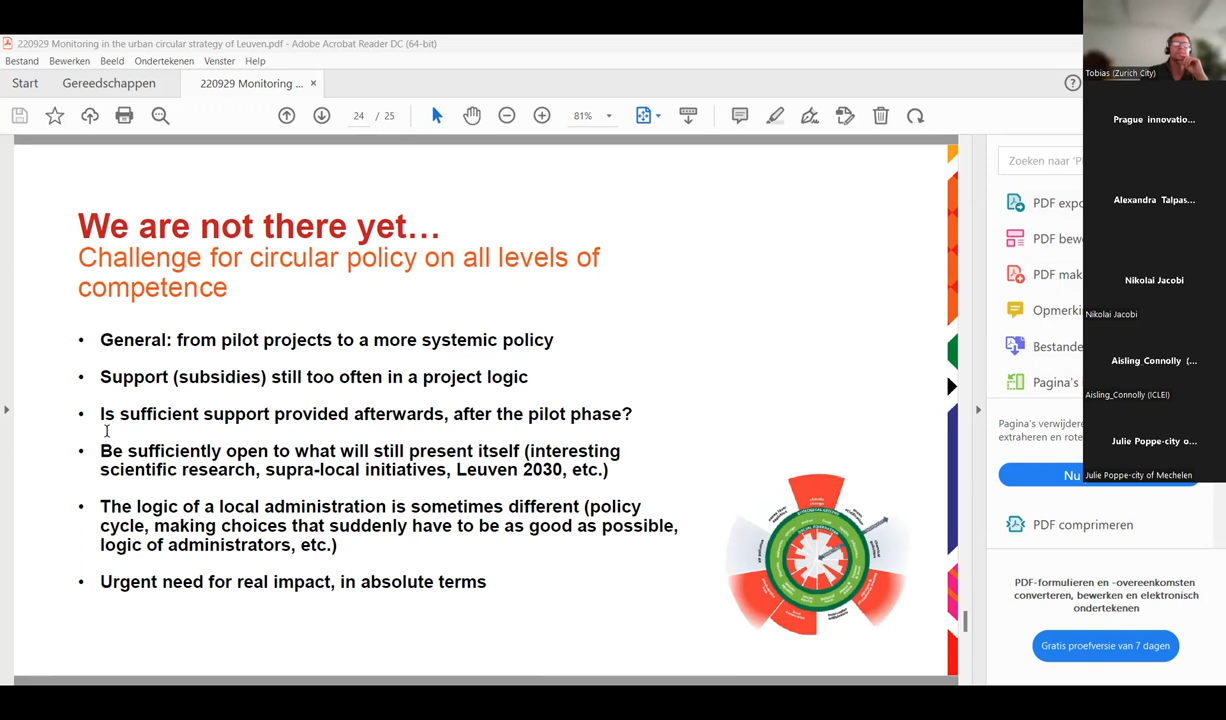 220929 Monitoring in the urban circular strategy of Leuven.pdf - Adobe Acrobat Reader DC (64-bit)
Bestand Bewerken Beeld Ondertekenen Venster Help
Start Gereedschappen 220929 Monitoring ... ×
24 / 25 81%
We are not there yet…
Challenge for circular policy on all levels of
competence
• General: from pilot projects to a more systemic policy
• Support (subsidies) still too often in a project logic
• Is sufficient support provided afterwards, after the pilot phase?
• Be sufficiently open to what will still present itself (interesting
scientific research, supra-local initiatives, Leuven 2030, etc.)
• The logic of a local administration is sometimes different (policy
cycle, making choices that suddenly have to be as good as possible,
logic of administrators, etc.)
• Urgent need for real impact, in absolute terms
Zoeken naar 'P
PDF expo
PDF bew
PDF mak
Opmerki
Bestande
Pagina's
Pagina's verwijdere
extraheren en rote
Nu
PDF comprimeren
PDF-formulieren en -overeenkomsten
converteren, bewerken en elektronisch
ondertekenen
Gratis proefversie van 7 dagen
Tobias (Zurich City)
Prague innovatio...
Alexandra Talpas...
Nikolai Jacobi
Nikolai Jacobi
Aisling_Connolly (...
Aisling_Connolly (ICLEI)
Julie Poppe-city o...
Julie Poppe-city of Mechelen